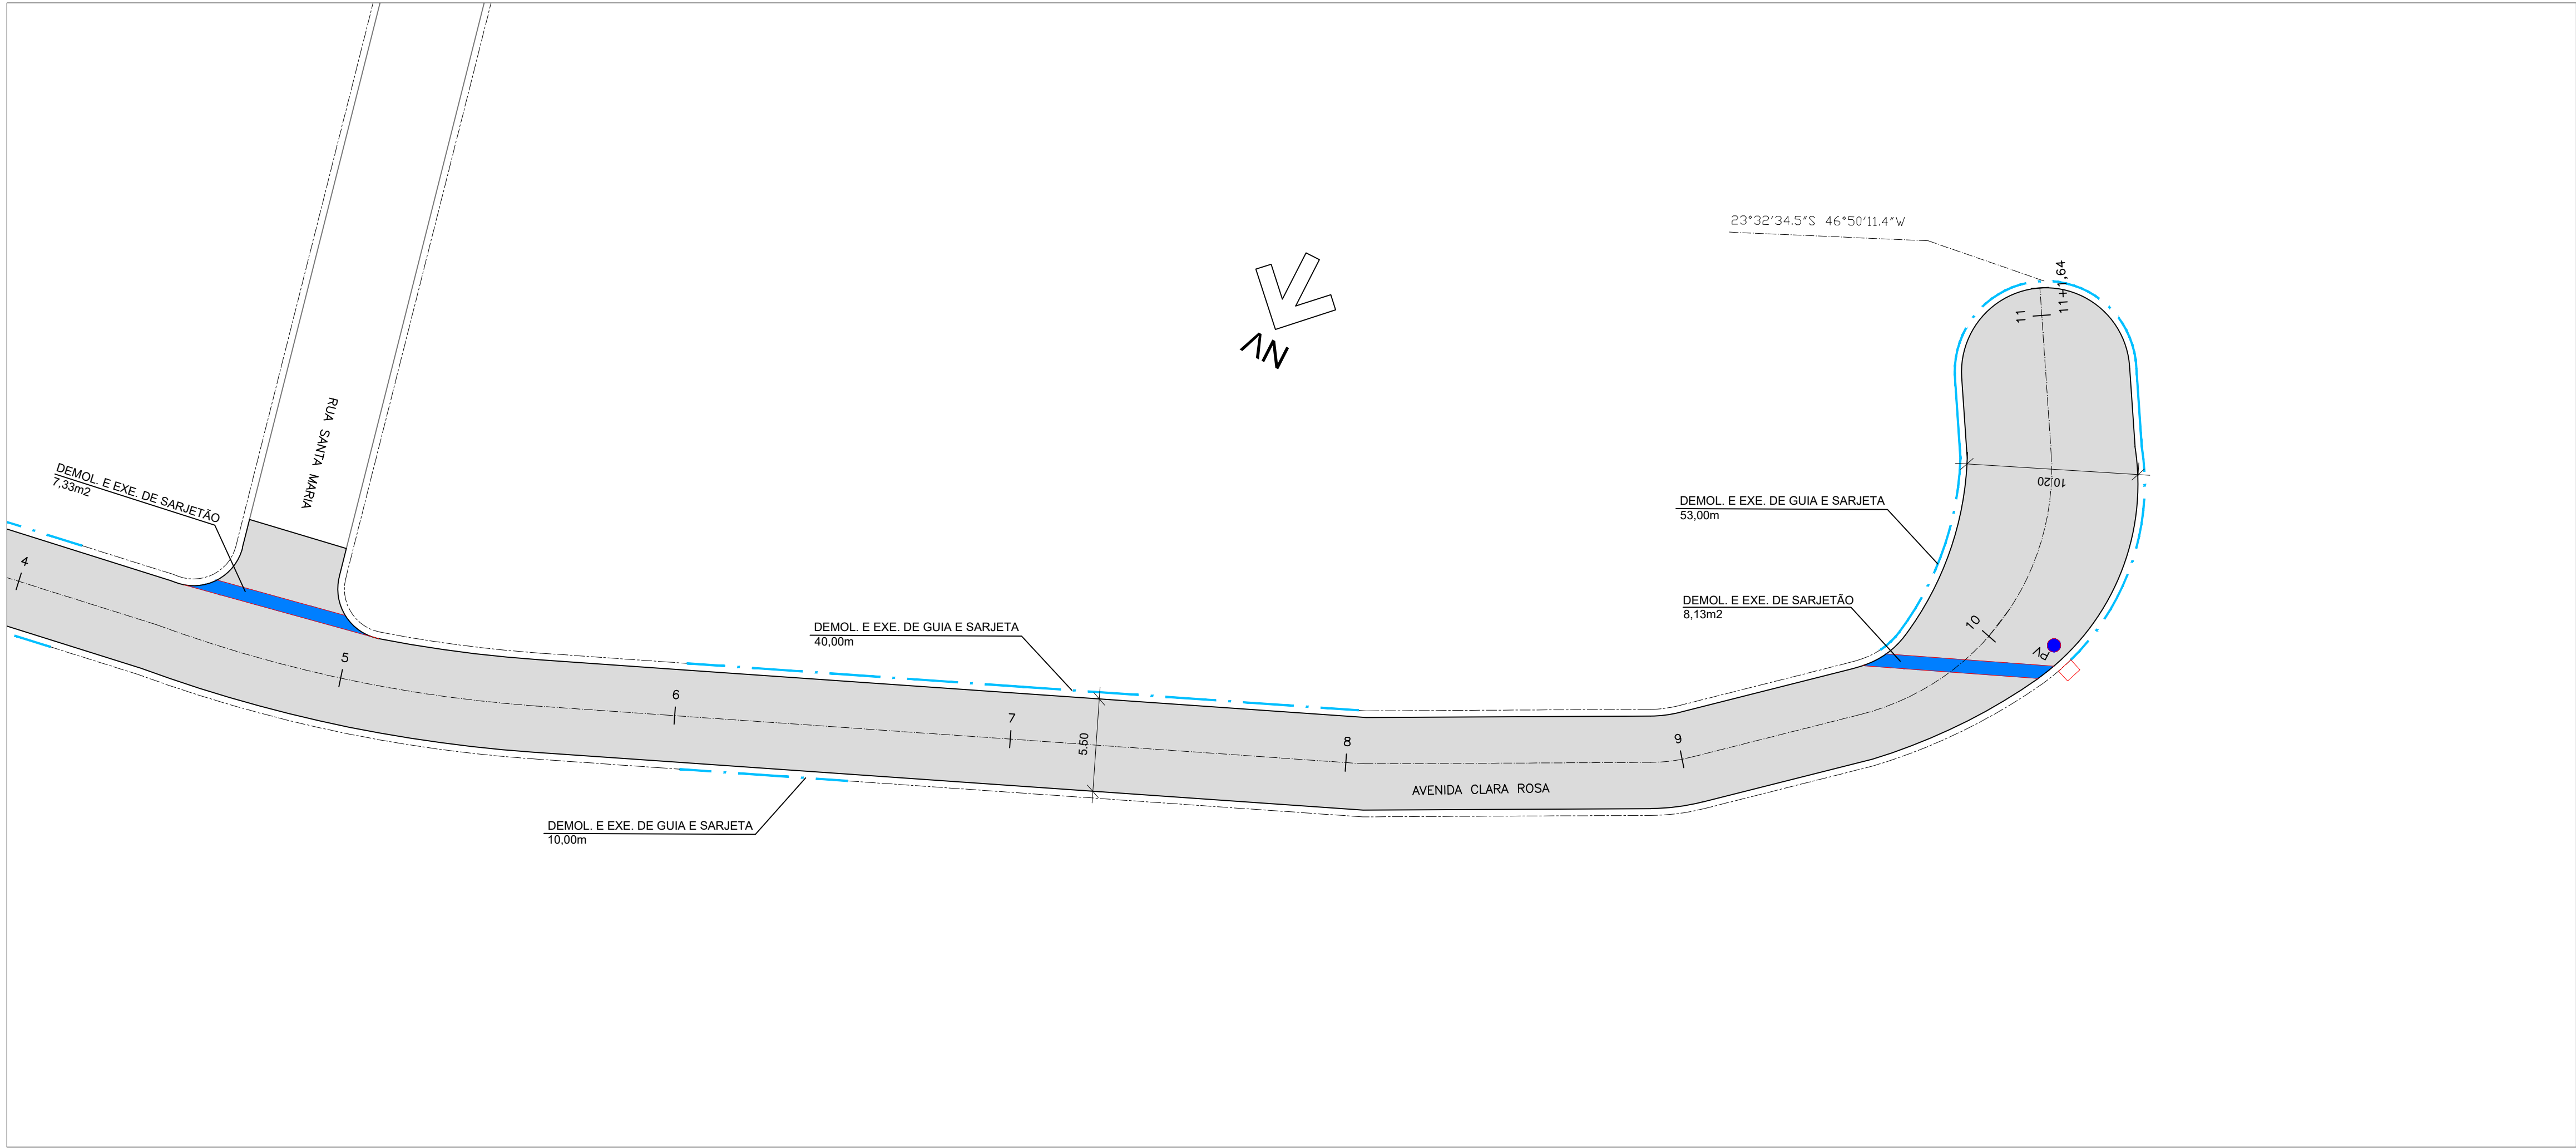 23°32'34.5"S 46°50'11.4"W
11+1,64
11
RUA SANTA MARIA
DEMOL. E EXE. DE SARJETÃO
7,33m2
10.20
DEMOL. E EXE. DE GUIA E SARJETA
53,00m
4
DEMOL. E EXE. DE SARJETÃO
8,13m2
10
PV
DEMOL. E EXE. DE GUIA E SARJETA
40,00m
5
6
7
5.50
8
9
AVENIDA CLARA ROSA
DEMOL. E EXE. DE GUIA E SARJETA
10,00m